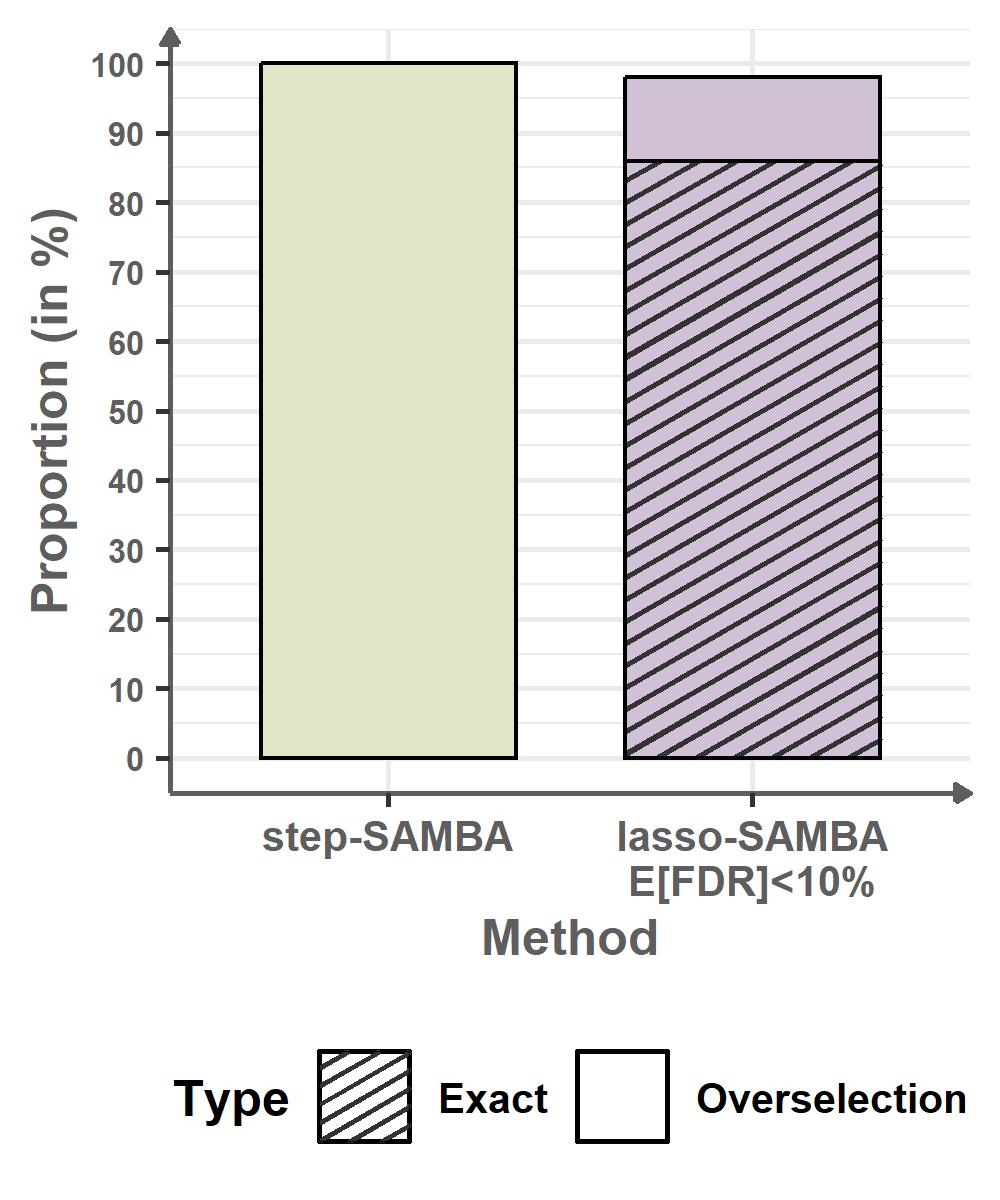 Proportion (in %)
100
90
80
70
60
50
40
30
20
10
0
step-SAMBA
lasso-SAMBA
E[FDR]<10%
Method
Type Exact Overselection